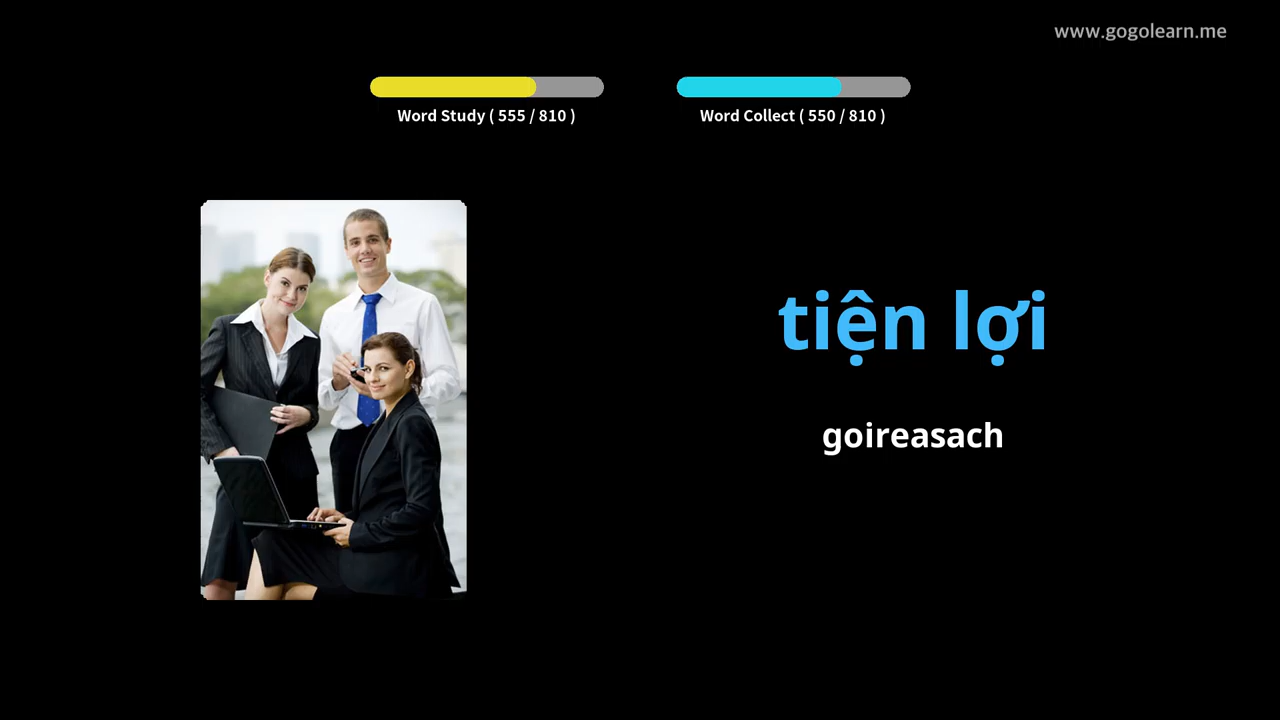 www.gogolearn.me
Word Study ( 555 / 810 )
Word Collect ( 550 / 810 )
tiện lợi
goireasach